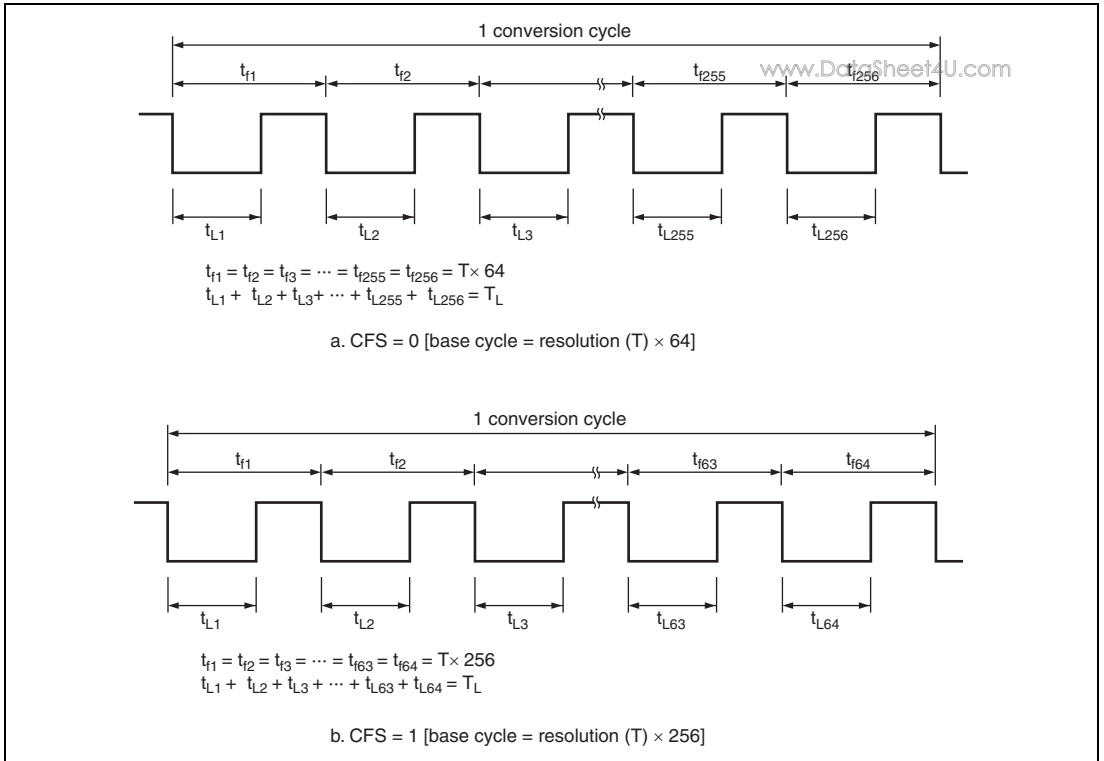 1 conversion cycle
www.DataSheet4U.com
tf1 tf2 tf255 tf256
tL1 tL2 tL3 tL255 tL256
tf1 = tf2 = tf3 = ··· = tf255 = tf256 = T× 64
tL1 + tL2 + tL3+ ··· + tL255 + tL256 = TL
a. CFS = 0 [base cycle = resolution (T) × 64]
1 conversion cycle
tf1 tf2 tf63 tf64
tL1 tL2 tL3 tL63 tL64
tf1 = tf2 = tf3 = ··· = tf63 = tf64 = T× 256
tL1 + tL2 + tL3 + ··· + tL63 + tL64 = TL
b. CFS = 1 [base cycle = resolution (T) × 256]